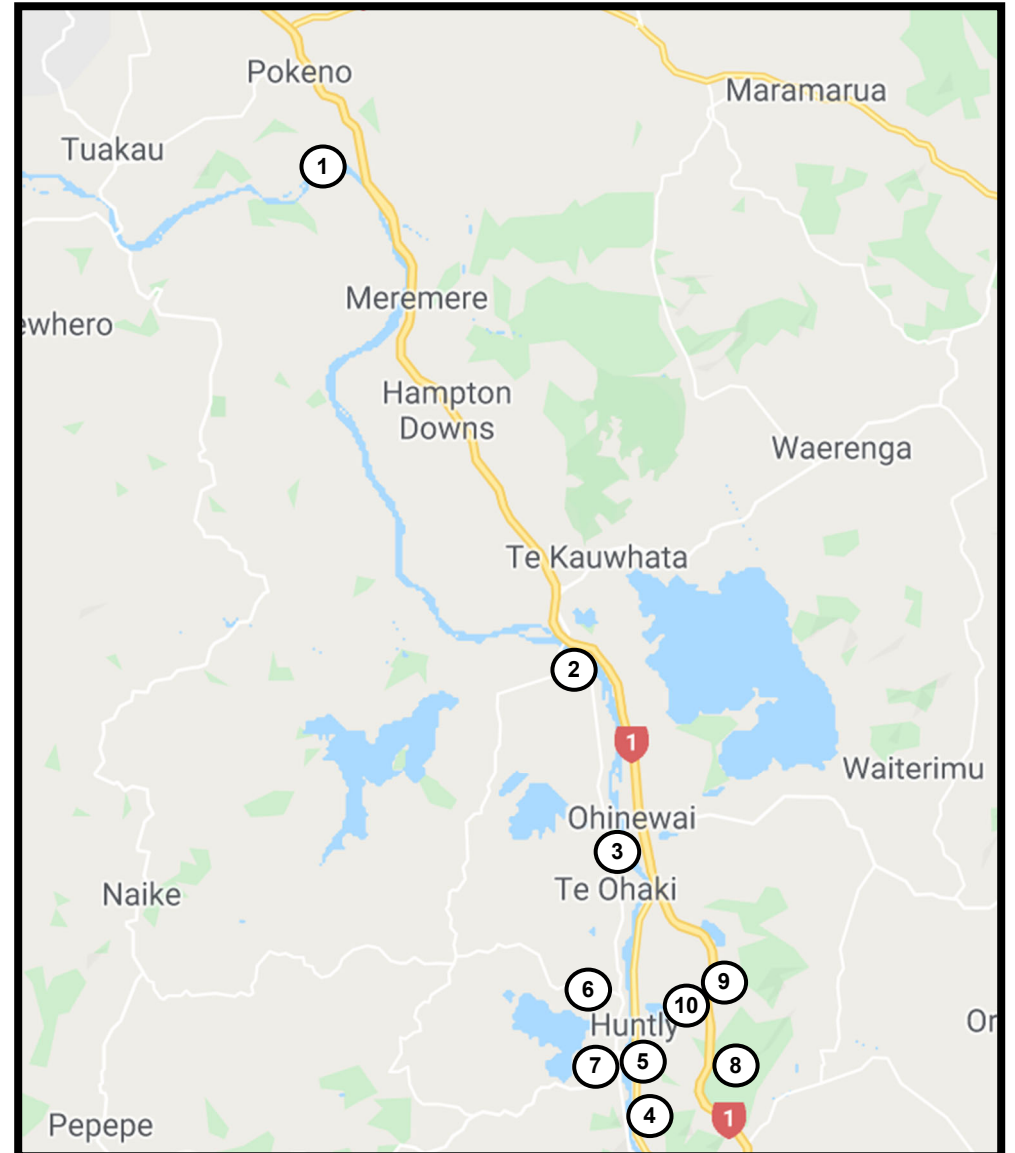 Pokeno
Maramarua
Tuakau
1
Meremere
ewhero
Hampton
Downs
Waerenga
Te Kauwhata
2
1
Waiterimu
Ohinewai
3
Te Ohaki
Naike
9
6
10
Or
Huntly
5
7
8
4
1
Pepepe